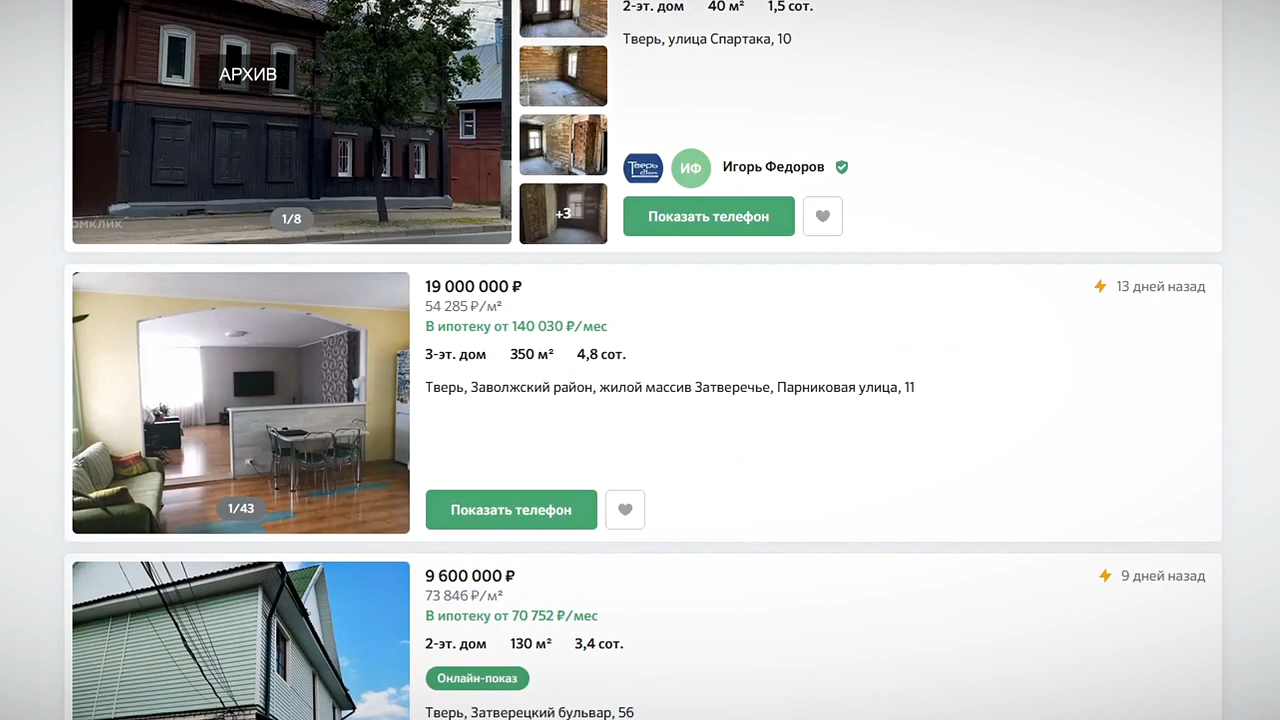 2-эт. дом 40 м² 1,5 сот.
Тверь, улица Спартака, 10
АРХИВ
ИФ
Игорь Федоров
Тверь
Показать телефон
+3
1/8
омклик
19 000 000 ₽
13 дней назад
54 285 ₽/м²
В ипотеку от 140 030 ₽/мес
3-эт. дом 350 м² 4,8 сот.
Тверь, Заволжский район, жилой массив Затверечье, Парниковая улица, 11
1/43
Показать телефон
9 600 000 ₽
9 дней назад
73 846 ₽/м²
В ипотеку от 70 752 ₽/мес
2-эт. дом 130 м² 3,4 сот.
Онлайн-показ
Тверь, Затверецкий бульвар, 56